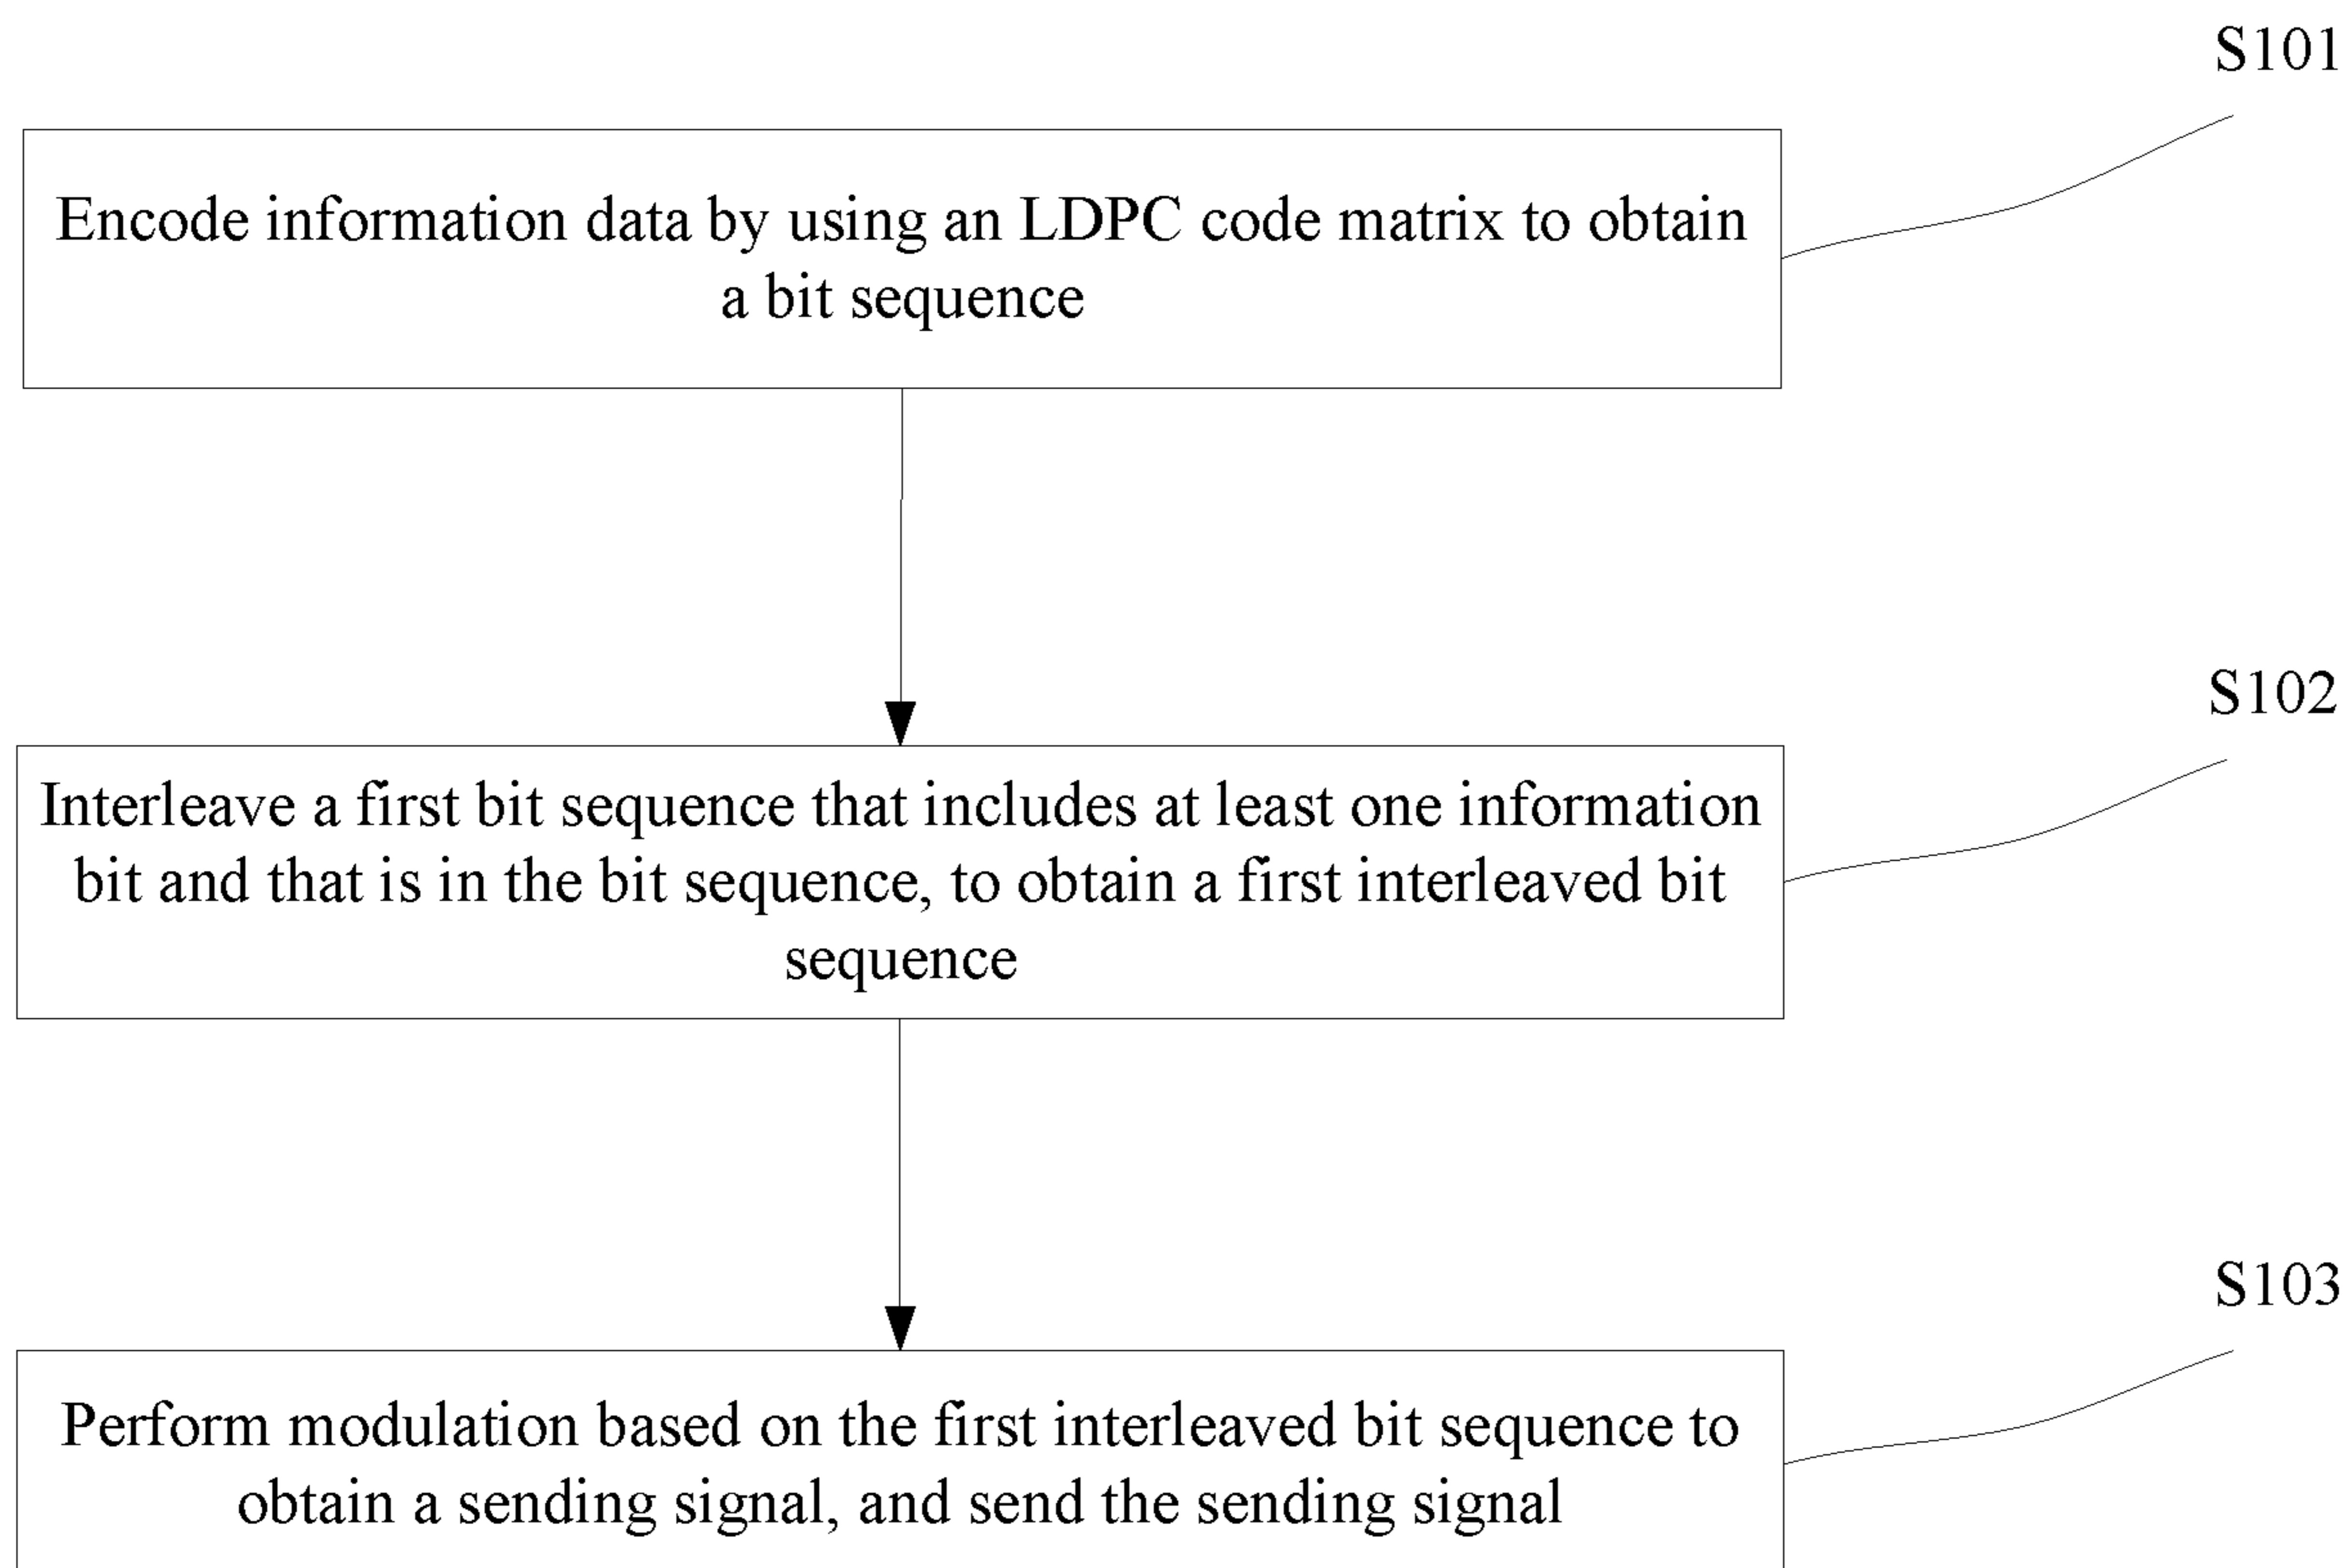 S101
Encode information data by using an LDPC code matrix to obtain
a bit sequence
S102
Interleave a first bit sequence that includes at least one information
bit and that is in the bit sequence, to obtain a first interleaved bit
sequence
S103
Perform modulation based on the first interleaved bit sequence to
obtain a sending signal, and send the sending signal